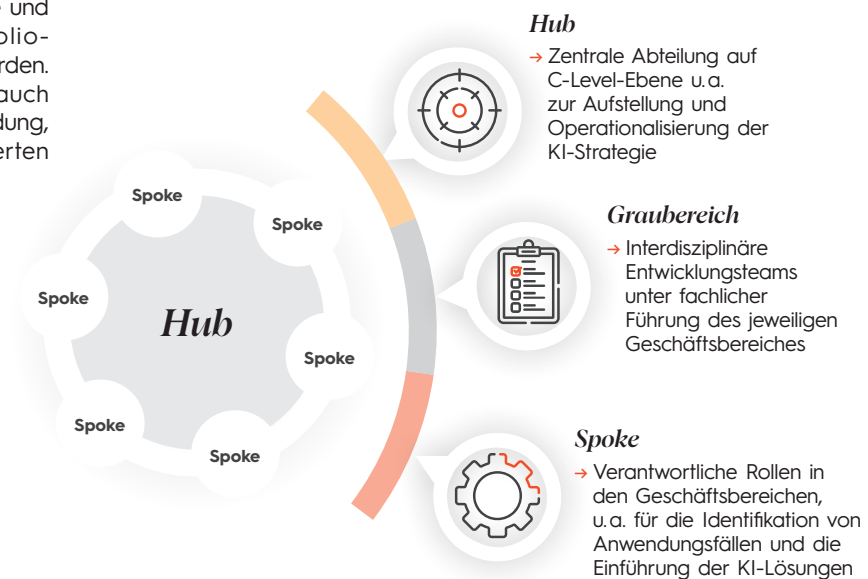 e und
olio-
rden.
auch
dung,
erten
Hub
→ Zentrale Abteilung auf
C-Level-Ebene u. a.
zur Aufstellung und
Operationalisierung der
KI-Strategie
Graubereich
→ Interdisziplinäre
Entwicklungsteams
unter fachlicher
Führung des jeweiligen
Geschäftsbereiches
Spoke
→ Verantwortliche Rollen in
den Geschäftsbereichen,
u. a. für die Identifikation von
Anwendungsfällen und die
Einführung der KI-Lösungen
Spoke
Spoke
Spoke
Hub
Spoke
Spoke
Spoke